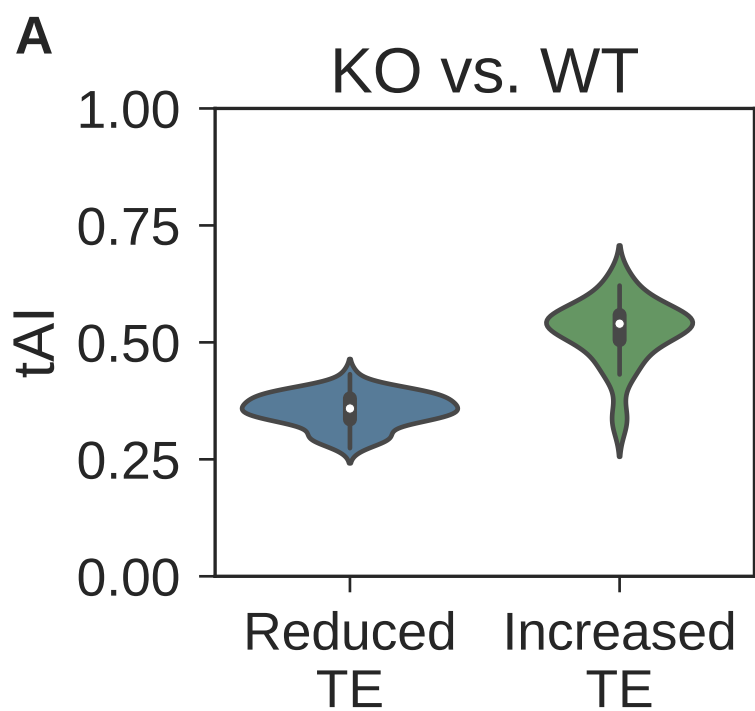 A
KO vs. WT
1.00
0.75
0.50
0.25
0.00
tAI
Reduced
TE
Increased
TE